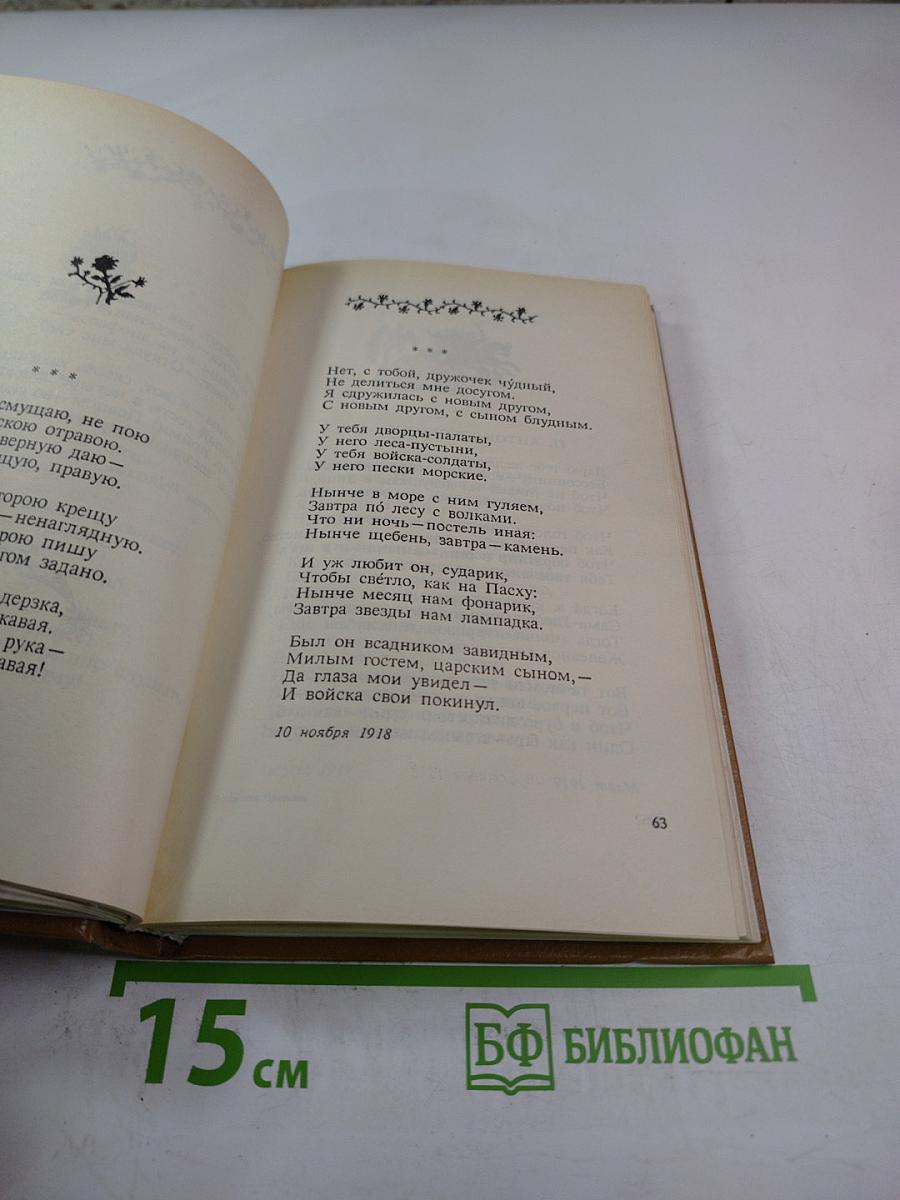 * * *
смущаю, не пою
скою отравою.
верную даю—
щую, правую.
торою крещу
—ненаглядную.
рою пишу
гом задано.
дерзка,
кавая.
рука—
авая!
* * *
Нет, с тобой, дружочек чу́дный,
Не делиться мне досугом.
Я сдружилась с новым другом,
С новым другом, с сыном блудным.
У тебя дворцы-палаты,
У него леса-пустыни,
У тебя войска-солдаты,
У него пески морские.
Нынче в море с ним гуляем,
Завтра по́ лесу с волками.
Что ни ночь—постель иная:
Нынче щебень, завтра—камень.
И уж любит он, сударик,
Чтобы све́тло, как на Пасху:
Нынче месяц нам фонарик,
Завтра звезды нам лампадка.
Был он всадником завидным,
Милым гостем, царским сыном,—
Да глаза мои увидел—
И войска свои покинул.
10 ноября 1918
63
15 см
БФ БИБЛИОФАН